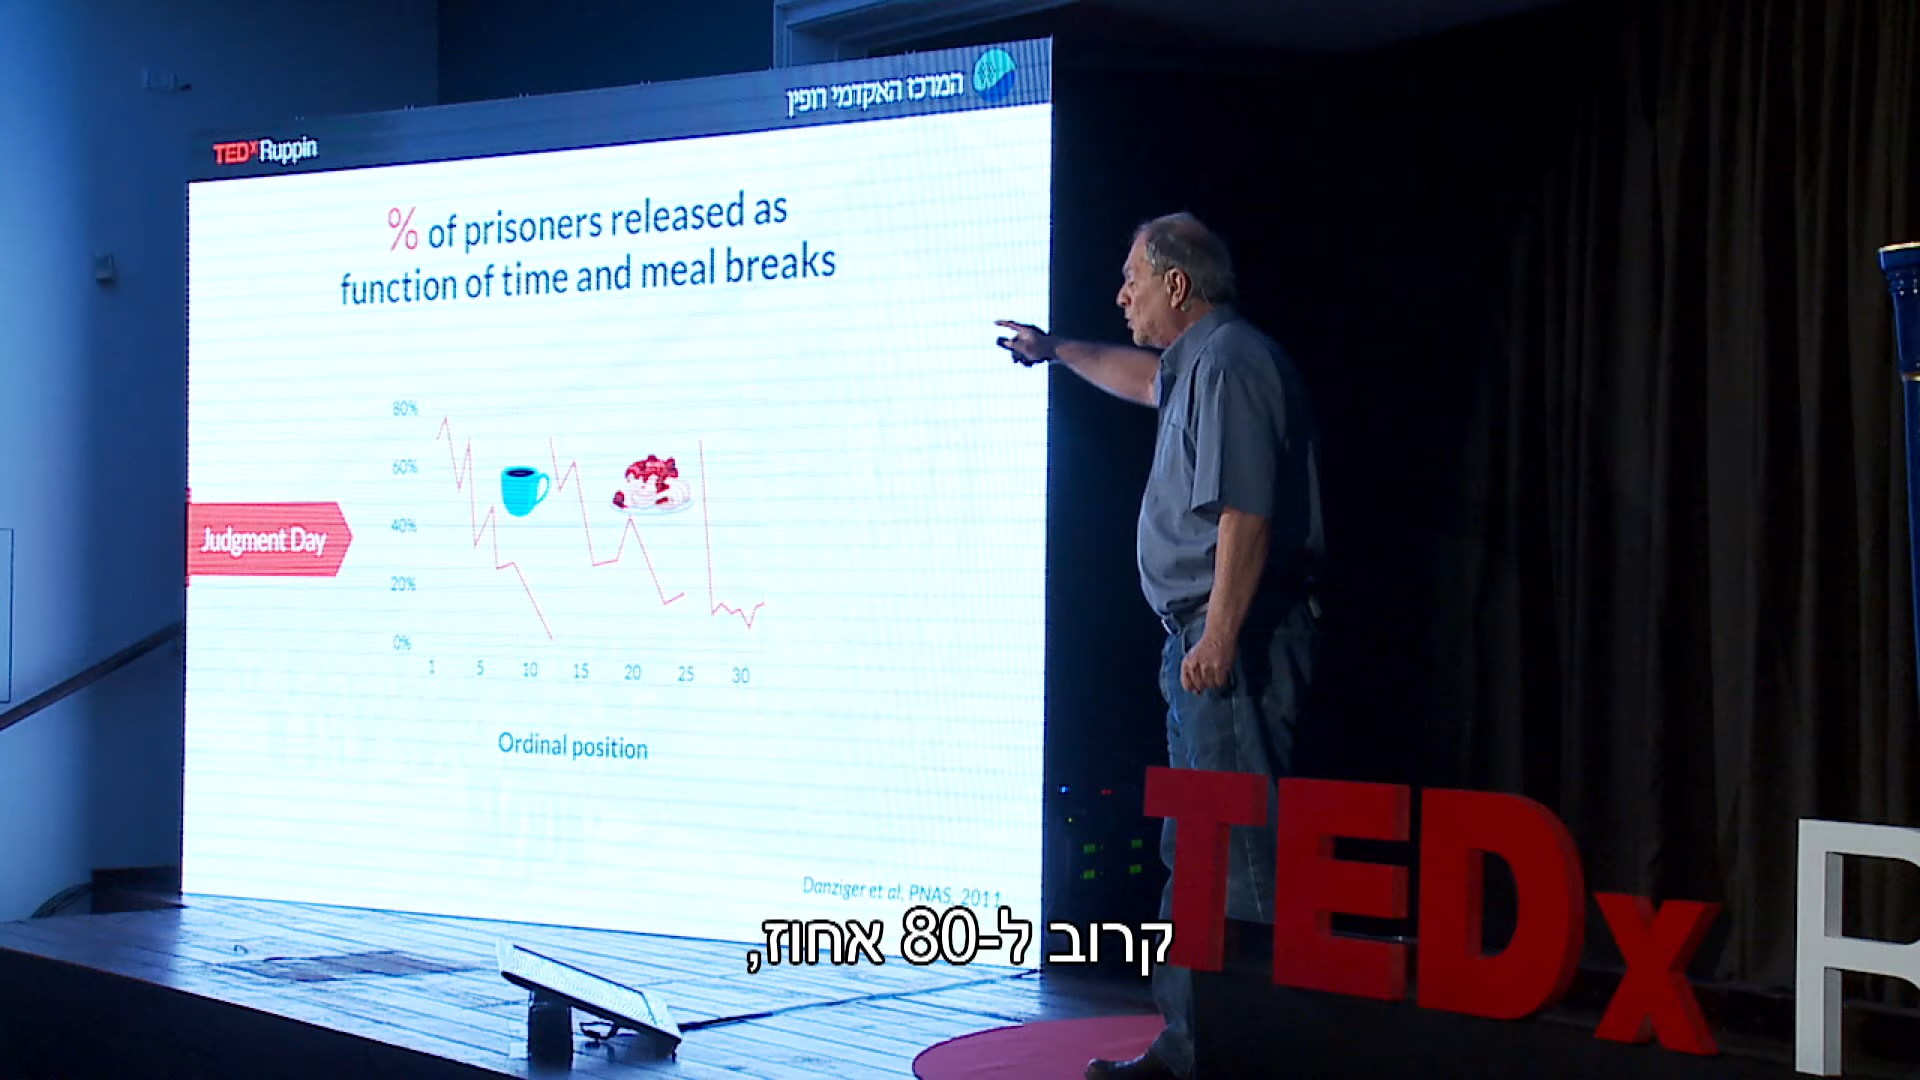 המרכז האקדמי רופין
TEDxRuppin
% of prisoners released as
function of time and meal breaks
80%
60%
40%
20%
0%
Judgment Day
1 5 10 15 20 25 30
Ordinal position
Danziger et al, PNAS, 2011
קרוב ל-80 אחוז,
TEDx R